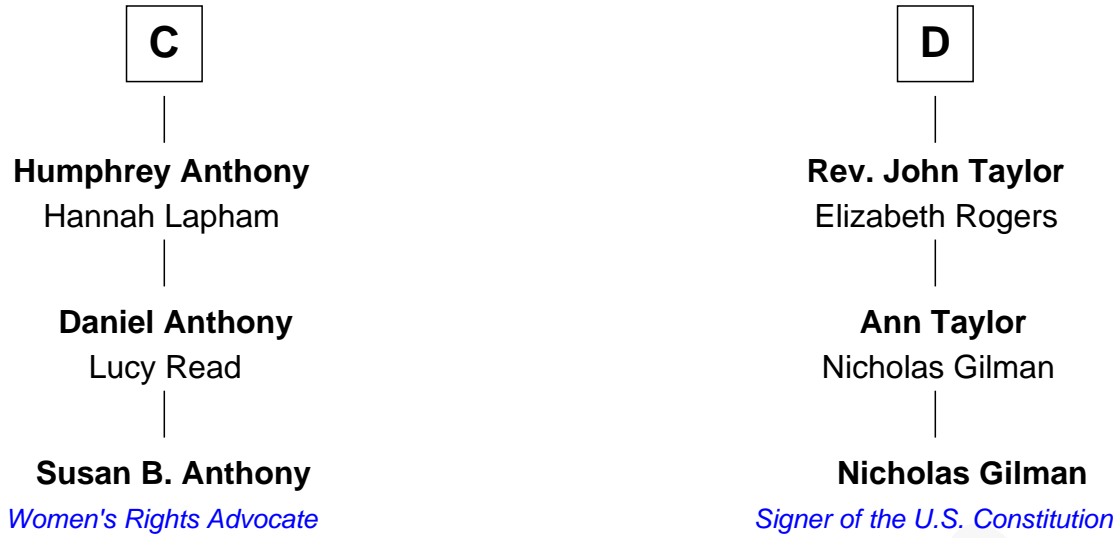 C
Humphrey Anthony
Hannah Lapham
Daniel Anthony
Lucy Read
Susan B. Anthony
Women's Rights Advocate
D
Rev. John Taylor
Elizabeth Rogers
Ann Taylor
Nicholas Gilman
Nicholas Gilman
Signer of the U.S. Constitution